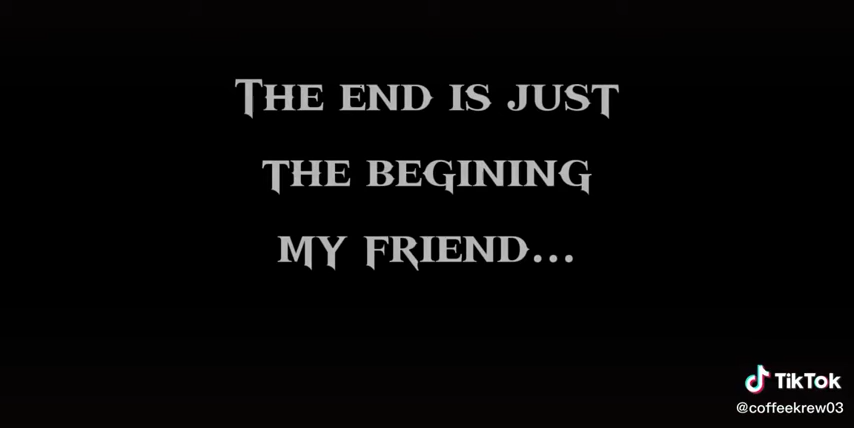 The end is just
the begining
my friend...
TikTok
@coffeekrew03